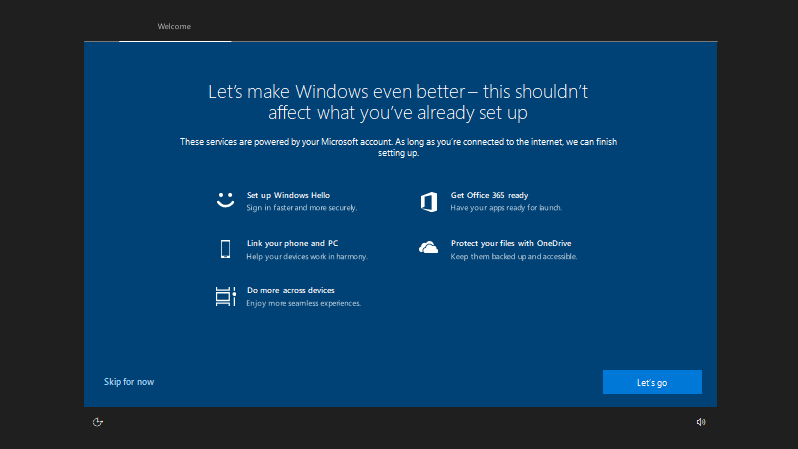 Welcome
Let's make Windows even better – this shouldn't
affect what you've already set up
These services are powered by your Microsoft account. As long as you're connected to the internet, we can finish
setting up.
Set up Windows Hello
Sign in faster and more securely.
Get Office 365 ready
Have your apps ready for launch.
Link your phone and PC
Help your devices work in harmony.
Protect your files with OneDrive
Keep them backed up and accessible.
Do more across devices
Enjoy more seamless experiences.
Skip for now
Let's go